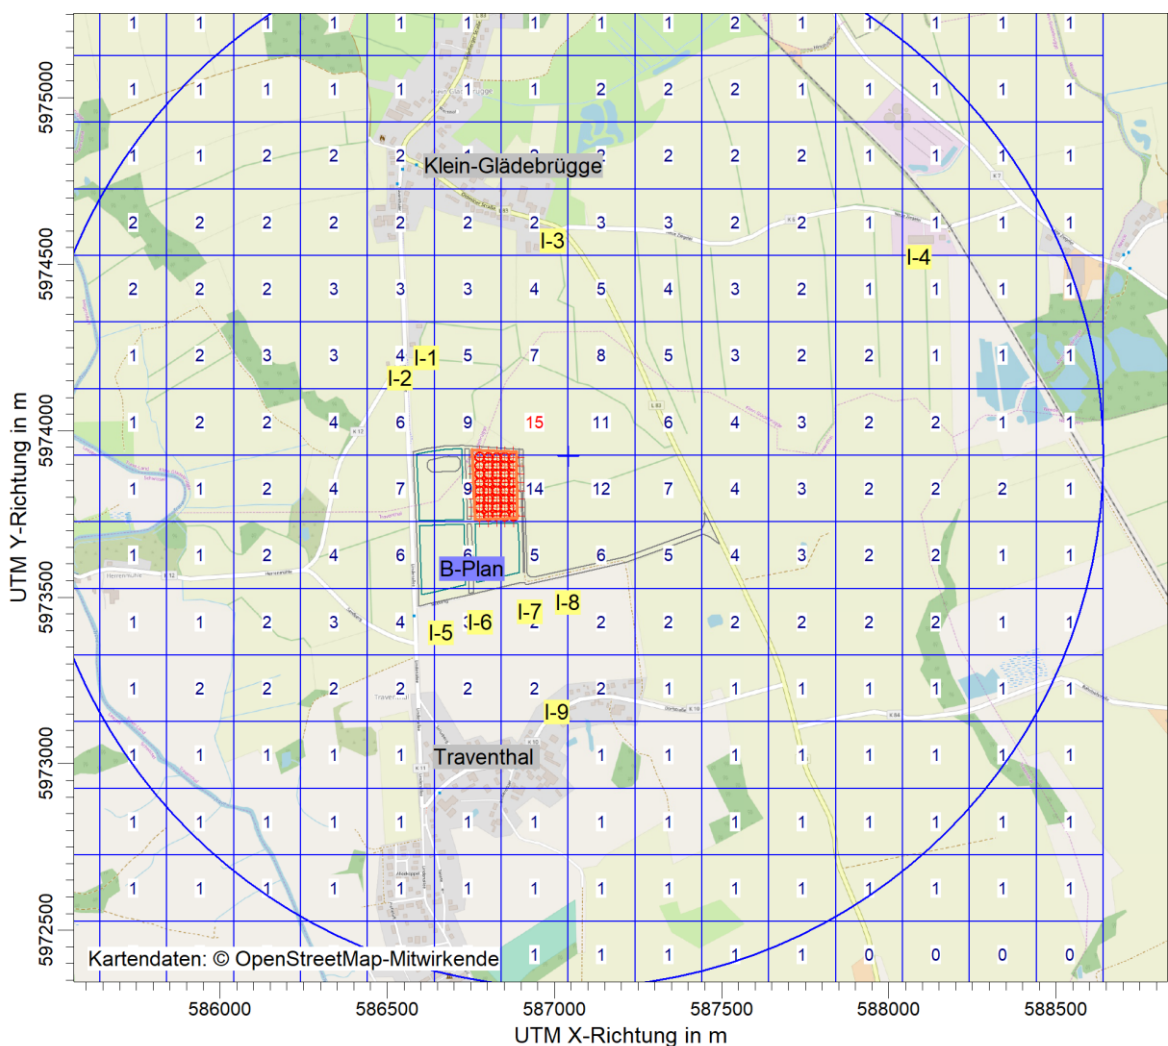 1 1 1 1 1 1 1 1 1 2 1 1 1 1 1
5975000
1 1 1 1 1 1 1 2 2 2 1 1 1 1 1
1 1 2 2 2 1 2 2 2 2 1 1 1 1
Klein-Glädebrügge
2 2 2 2 2 2 2 3 3 2 2 1 1 1 1
I-3
I-4
5974500
2 2 2 3 3 3 4 5 4 3 2 1 1 1 1
1 2 3 3 4 I-1 5 7 8 5 3 2 2 1 1 1
I-2
1 2 2 4 6 9 15 11 6 4 3 2 2 1 1
5974000
UTM Y-Richtung in m
1 1 2 4 7 9 14 12 7 4 3 2 2 2 1
1 1 2 4 6 6 5 6 5 4 3 2 2 1 1
B-Plan
5973500
I-8
I-7
1 1 2 3 4 I-6 2 2 2 2 2 2 2 1 1
I-5
1 2 2 2 2 2 2 2 1 1 1 1 1 1 1
I-9
5973000
1 1 1 1 1 1 1 1 1 1 1 1 1
Traventhal
1 1 1 1 1 1 1 1 1 1 1 1 1 1 1
1 1 1 1 1 1 1 1 1 1 1 1 1 1 1
5972500
Kartendaten: © OpenStreetMap-Mitwirkende 1 1 1 1 1 0 0 0 0
586000 586500 587000 587500 588000 588500
UTM X-Richtung in m